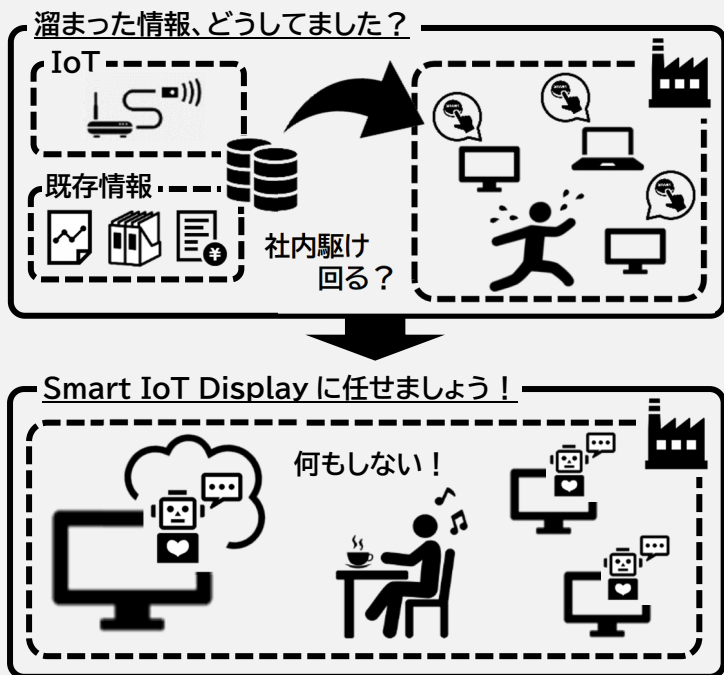 溜まった情報、どうしてました？
IoT
既存情報
¥
社内駆け
回る？
Smart IoT Display に任せましょう！
何もしない！